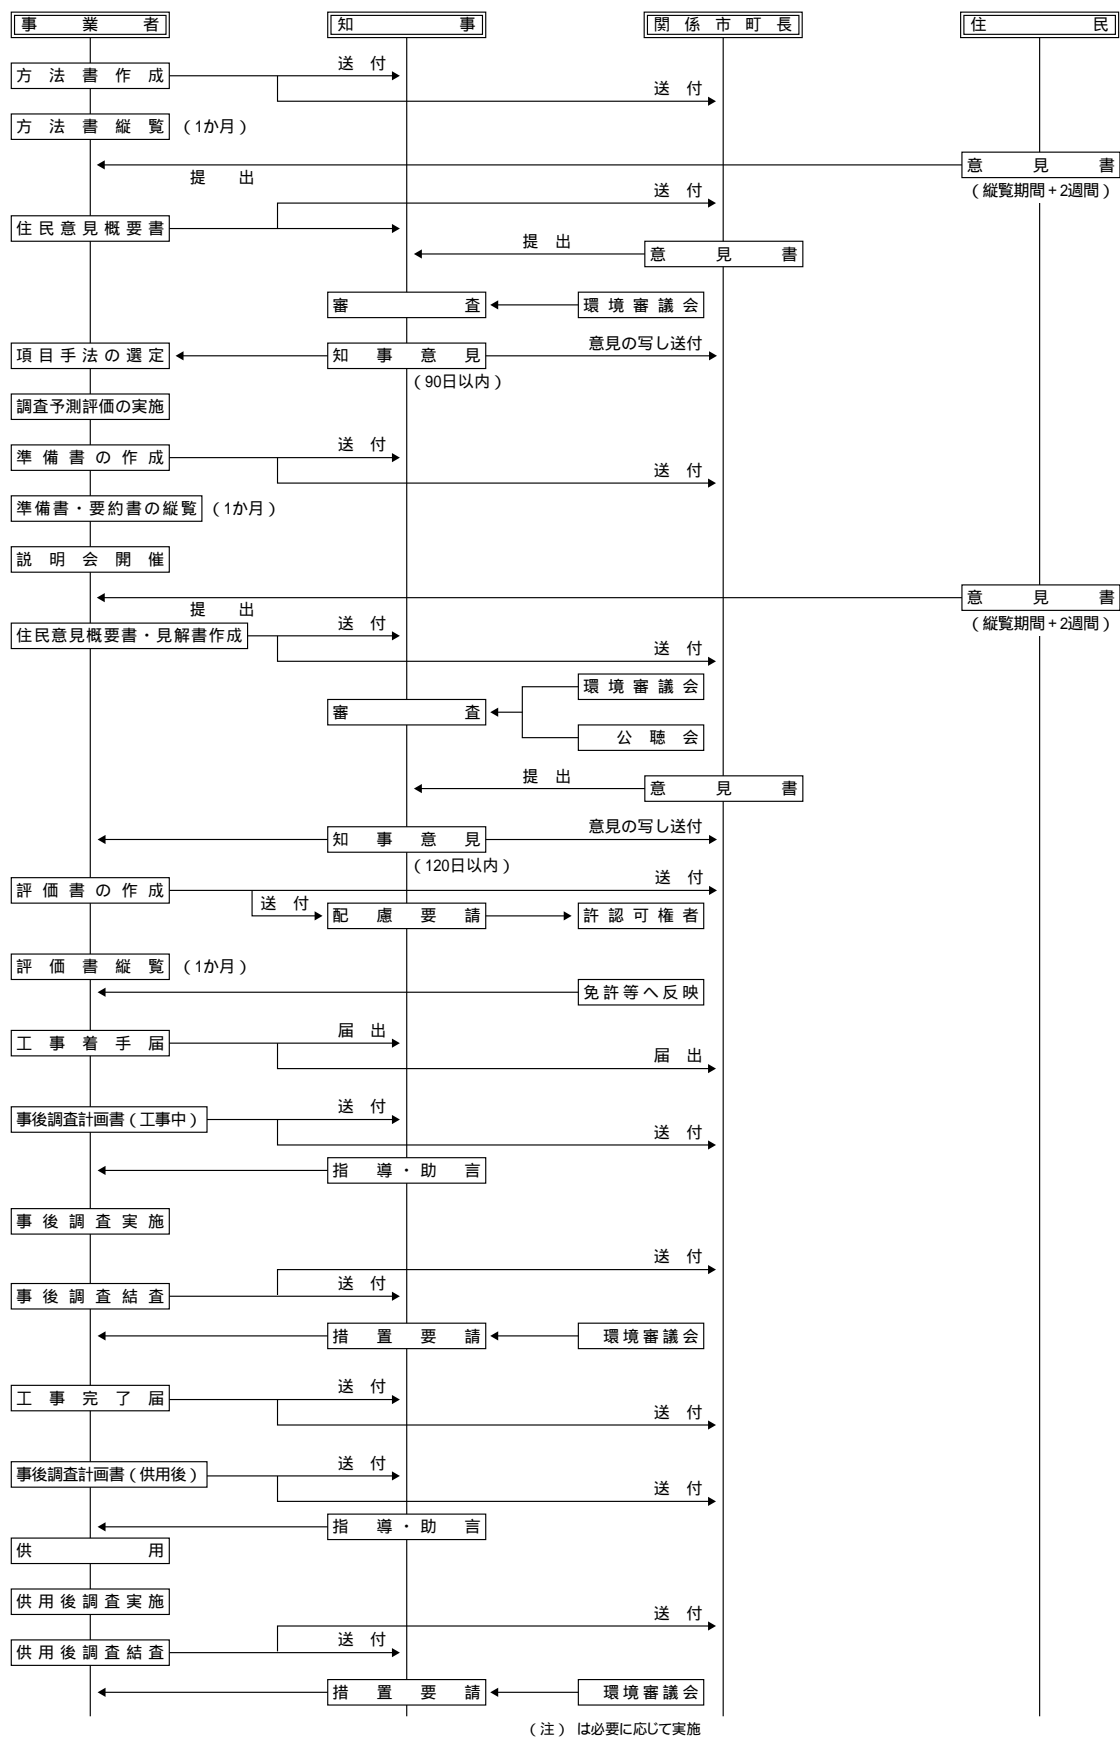 事業者 知事 関係市町長 住民
送付
方法書作成
送付
方法書縦覧 （1か月）
意見書
提出
（縦覧期間＋2週間）
送付
住民意見概要書
提出
意見書
審査 環境審議会
意見の写し送付
項目手法の選定 知事意見
（90日以内）
調査予測評価の実施
送付
準備書の作成
送付
準備書・要約書の縦覧 （1か月）
説明会開催
意見書
提出
（縦覧期間＋2週間）
送付
住民意見概要書・見解書作成
送付
環境審議会
審査
公聴会
提出
意見書
意見の写し送付
知事意見
（120日以内）
送付
評価書の作成
送付 配慮要請 許認可権者
評価書縦覧 （1か月）
免許等へ反映
届出
工事着手届
届出
送付
事後調査計画書（工事中）
送付
指導・助言
事後調査実施
送付
送付
事後調査結査
措置要請 環境審議会
送付
工事完了届
送付
送付
事後調査計画書（供用後）
送付
指導・助言
供用
供用後調査実施
送付
送付
供用後調査結査
措置要請 環境審議会
（注） は必要に応じて実施